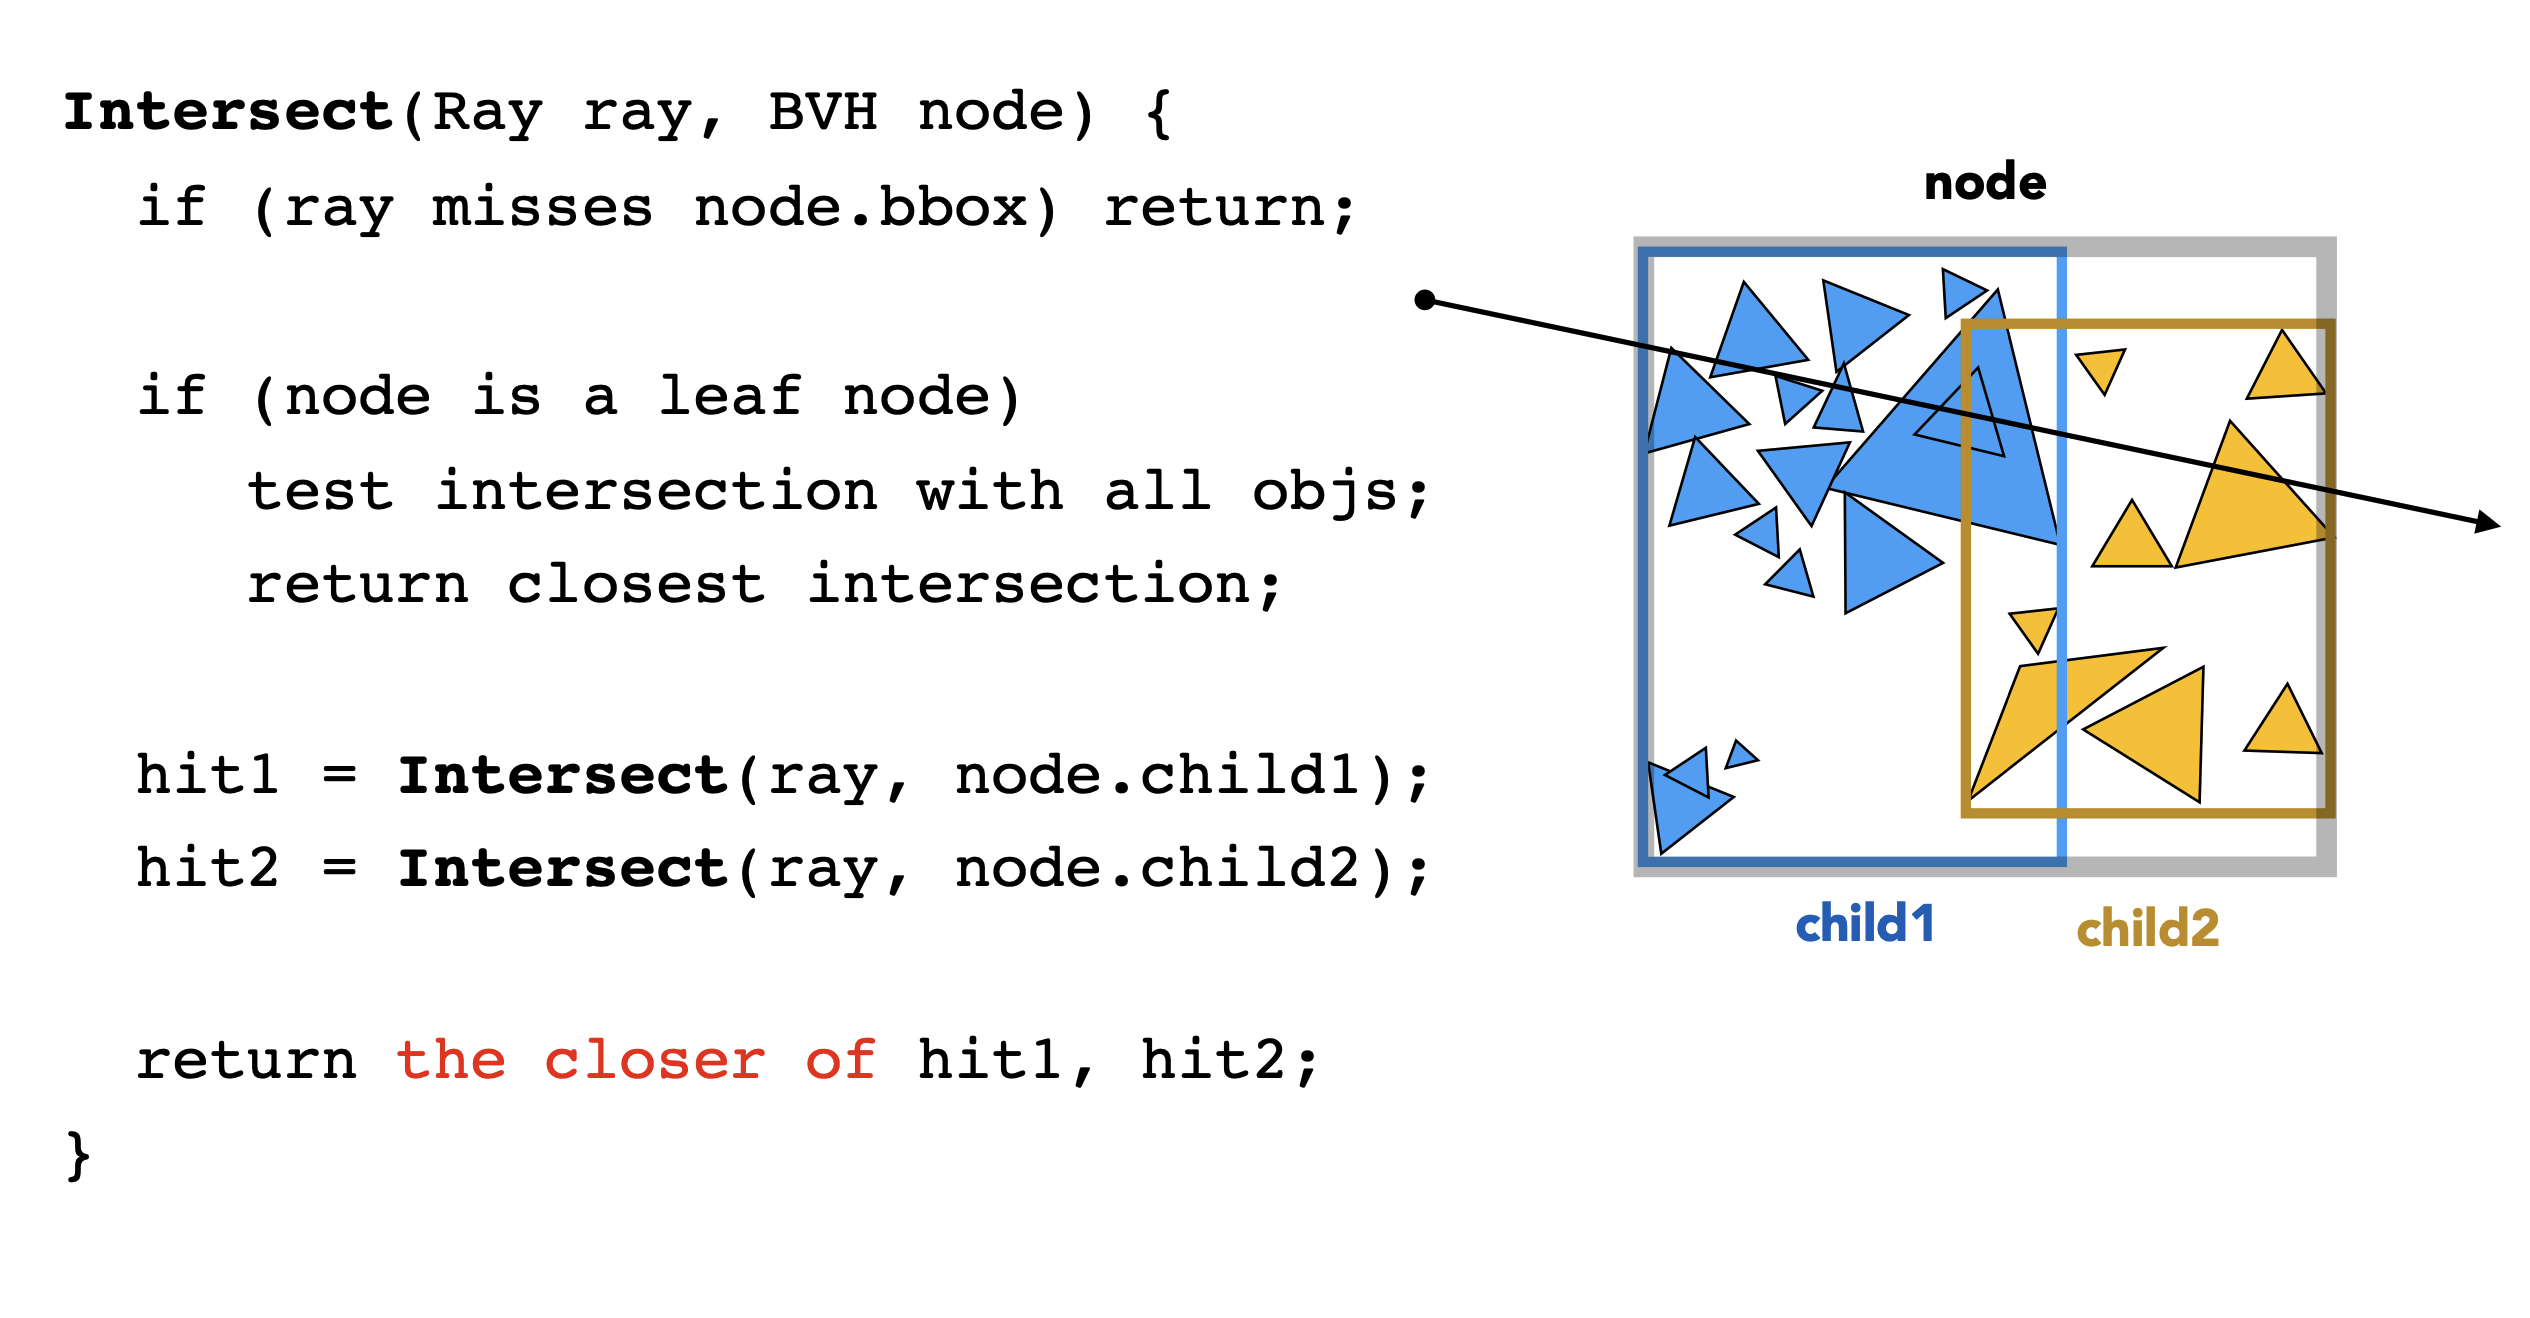 Intersect(Ray ray, BVH node) {
if (ray misses node.bbox) return;
if (node is a leaf node)
test intersection with all objs;
return closest intersection;
hit1 = Intersect(ray, node.child1);
hit2 = Intersect(ray, node.child2);
return the closer of hit1, hit2;
}
node
child1
child2